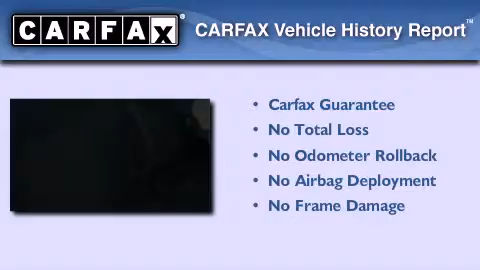 CARFAX® CARFAX Vehicle History Report™
• Carfax Guarantee
• No Total Loss
• No Odometer Rollback
• No Airbag Deployment
• No Frame Damage